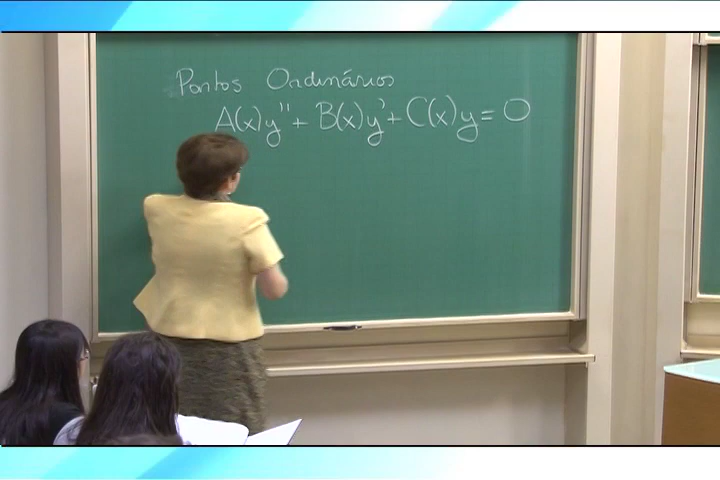 Pontos Ordinários
A(x)y" + B(x)y' + C(x)y = 0